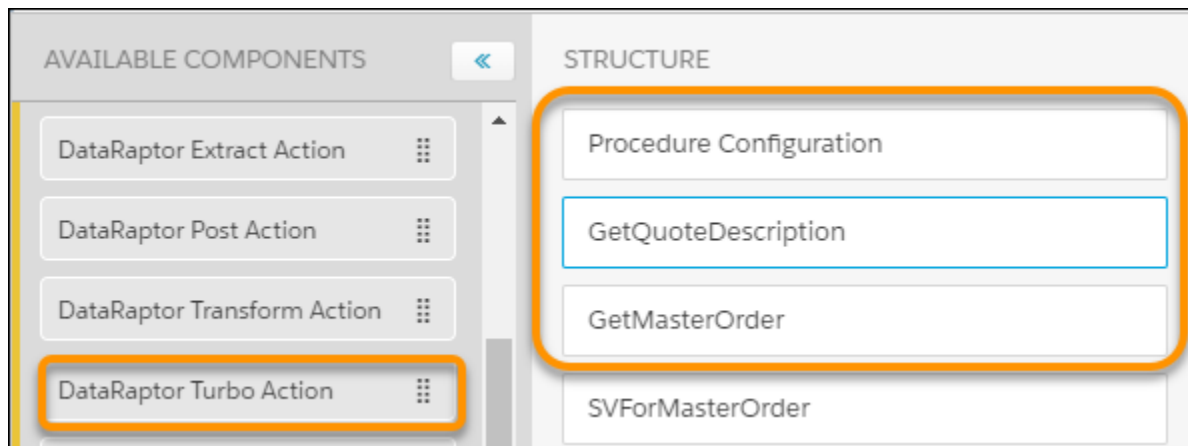 AVAILABLE COMPONENTS
DataRaptor Extract Action
DataRaptor Post Action
DataRaptor Transform Action
DataRaptor Turbo Action
STRUCTURE
Procedure Configuration
GetQuoteDescription
GetMasterOrder
SVForMasterOrder